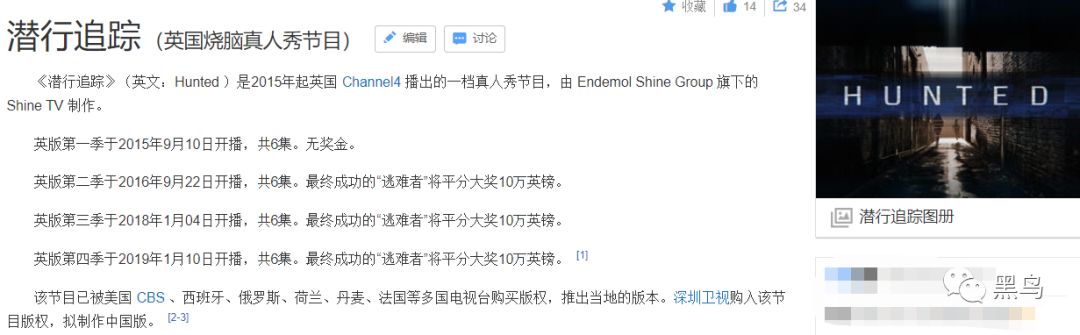 收藏 14 34
潜行追踪（英国烧脑真人秀节目） 编辑 讨论
《潜行追踪》（英文：Hunted ）是2015年起英国 Channel4 播出的一档真人秀节目，由 Endemol Shine Group 旗下的
Shine TV 制作。
英版第一季于2015年9月10日开播，共6集。无奖金。
英版第二季于2016年9月22日开播，共6集。最终成功的“逃难者”将平分大奖10万英镑。
英版第三季于2018年1月04日开播，共6集。最终成功的“逃难者”将平分大奖10万英镑。
英版第四季于2019年1月10日开播，共6集。最终成功的“逃难者”将平分大奖10万英镑。 [1]
该节目已被美国 CBS 、西班牙、俄罗斯、荷兰、丹麦、法国等多国电视台购买版权，推出当地的版本。深圳卫视购入该节
目版权，拟制作中国版。 [2-3]
HUNTED
潜行追踪图册
黑鸟